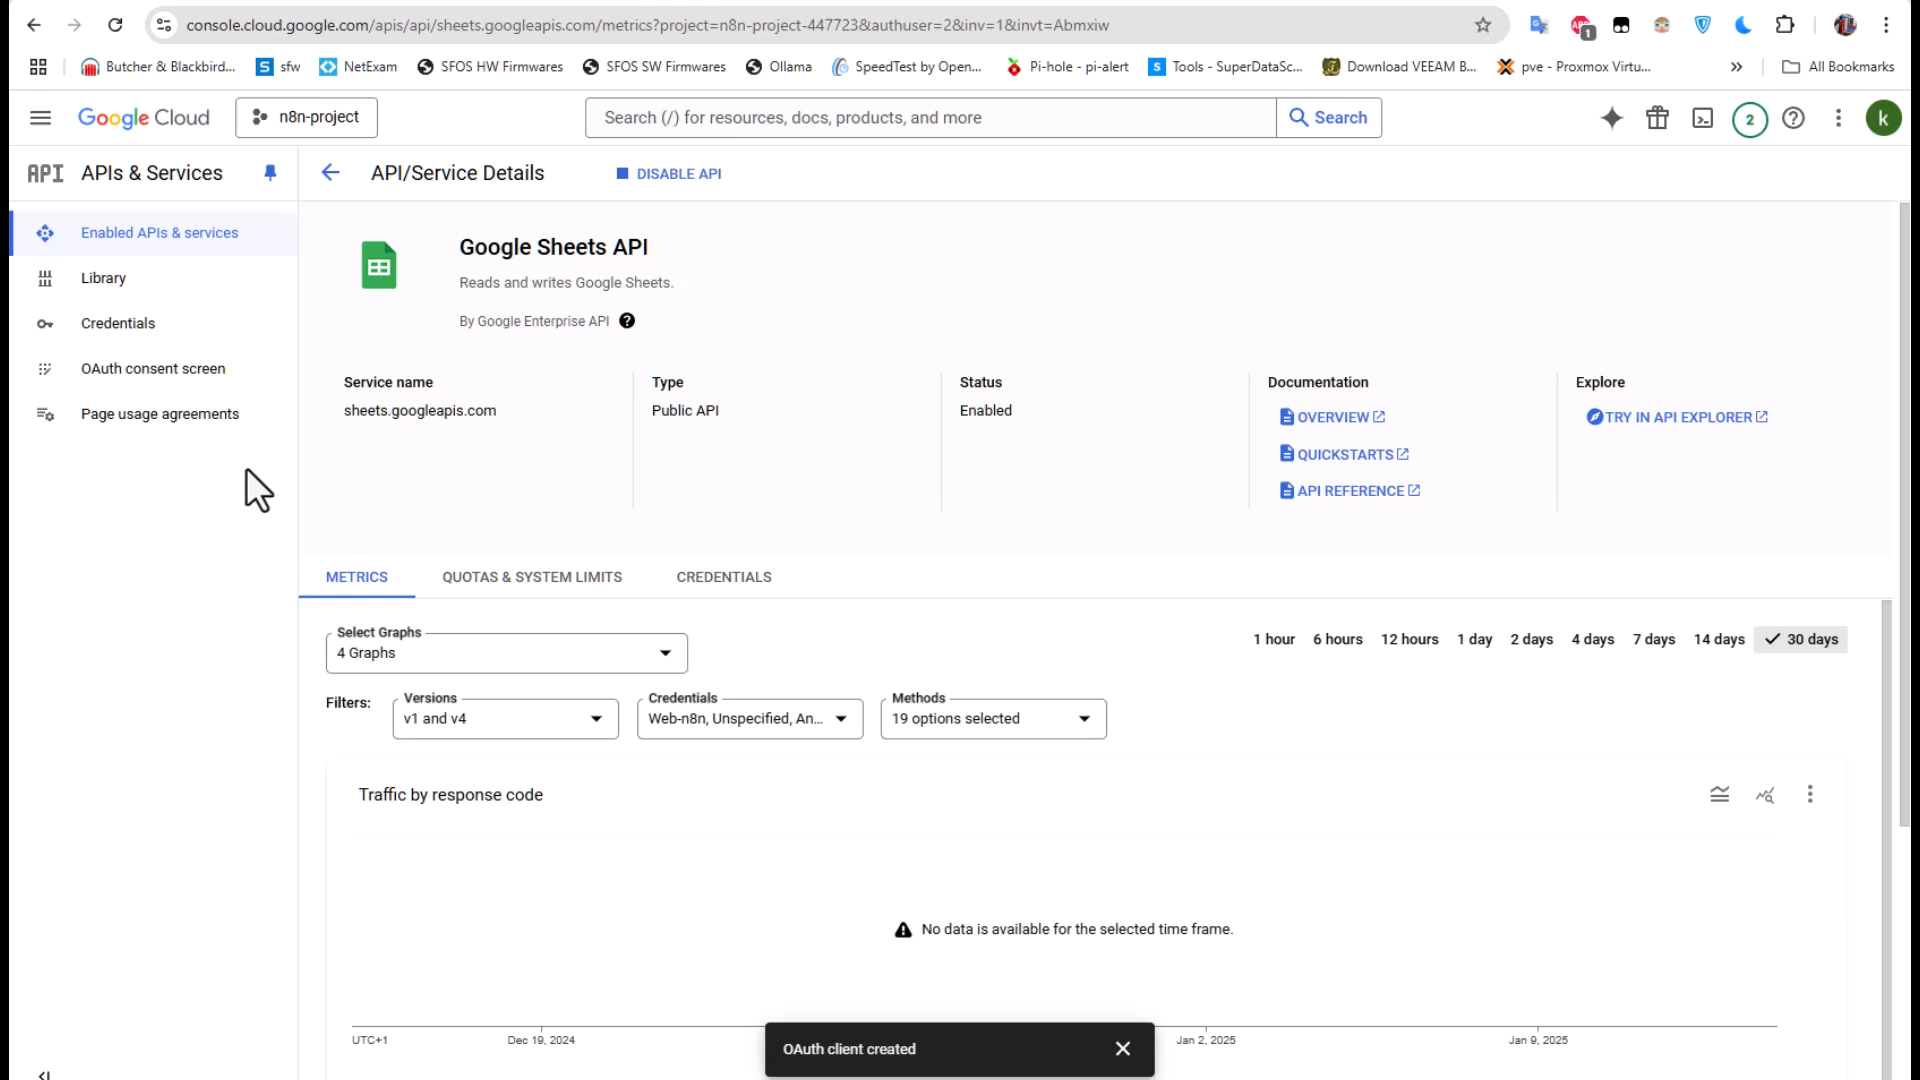 console.cloud.google.com/apis/api/sheets.googleapis.com/metrics?project=n8n-project-447723&authuser=2&inv=1&invt=Abmxiw
1
Butcher & Blackbird... S sfw NetExam SFOS HW Firmwares SFOS SW Firmwares Ollama SpeedTest by Open... Pi-hole - pi-alert S Tools - SuperDataSc... Download VEEAM B... pve - Proxmox Virtu... » All Bookmarks
Google Cloud n8n-project Search (/) for resources, docs, products, and more Search 2 k
API APIs & Services API/Service Details DISABLE API
Enabled APIs & services
Library
Credentials
OAuth consent screen
Page usage agreements
Google Sheets API
Reads and writes Google Sheets.
By Google Enterprise API
Service name Type Status Documentation Explore
sheets.googleapis.com Public API Enabled OVERVIEW TRY IN API EXPLORER
QUICKSTARTS
API REFERENCE
METRICS QUOTAS & SYSTEM LIMITS CREDENTIALS
Select Graphs
4 Graphs
1 hour 6 hours 12 hours 1 day 2 days 4 days 7 days 14 days 30 days
Filters: Versions Credentials Methods
v1 and v4 Web-n8n, Unspecified, An... 19 options selected
Traffic by response code
No data is available for the selected time frame.
UTC+1 Dec 19, 2024 Jan 2, 2025 Jan 9, 2025
OAuth client created